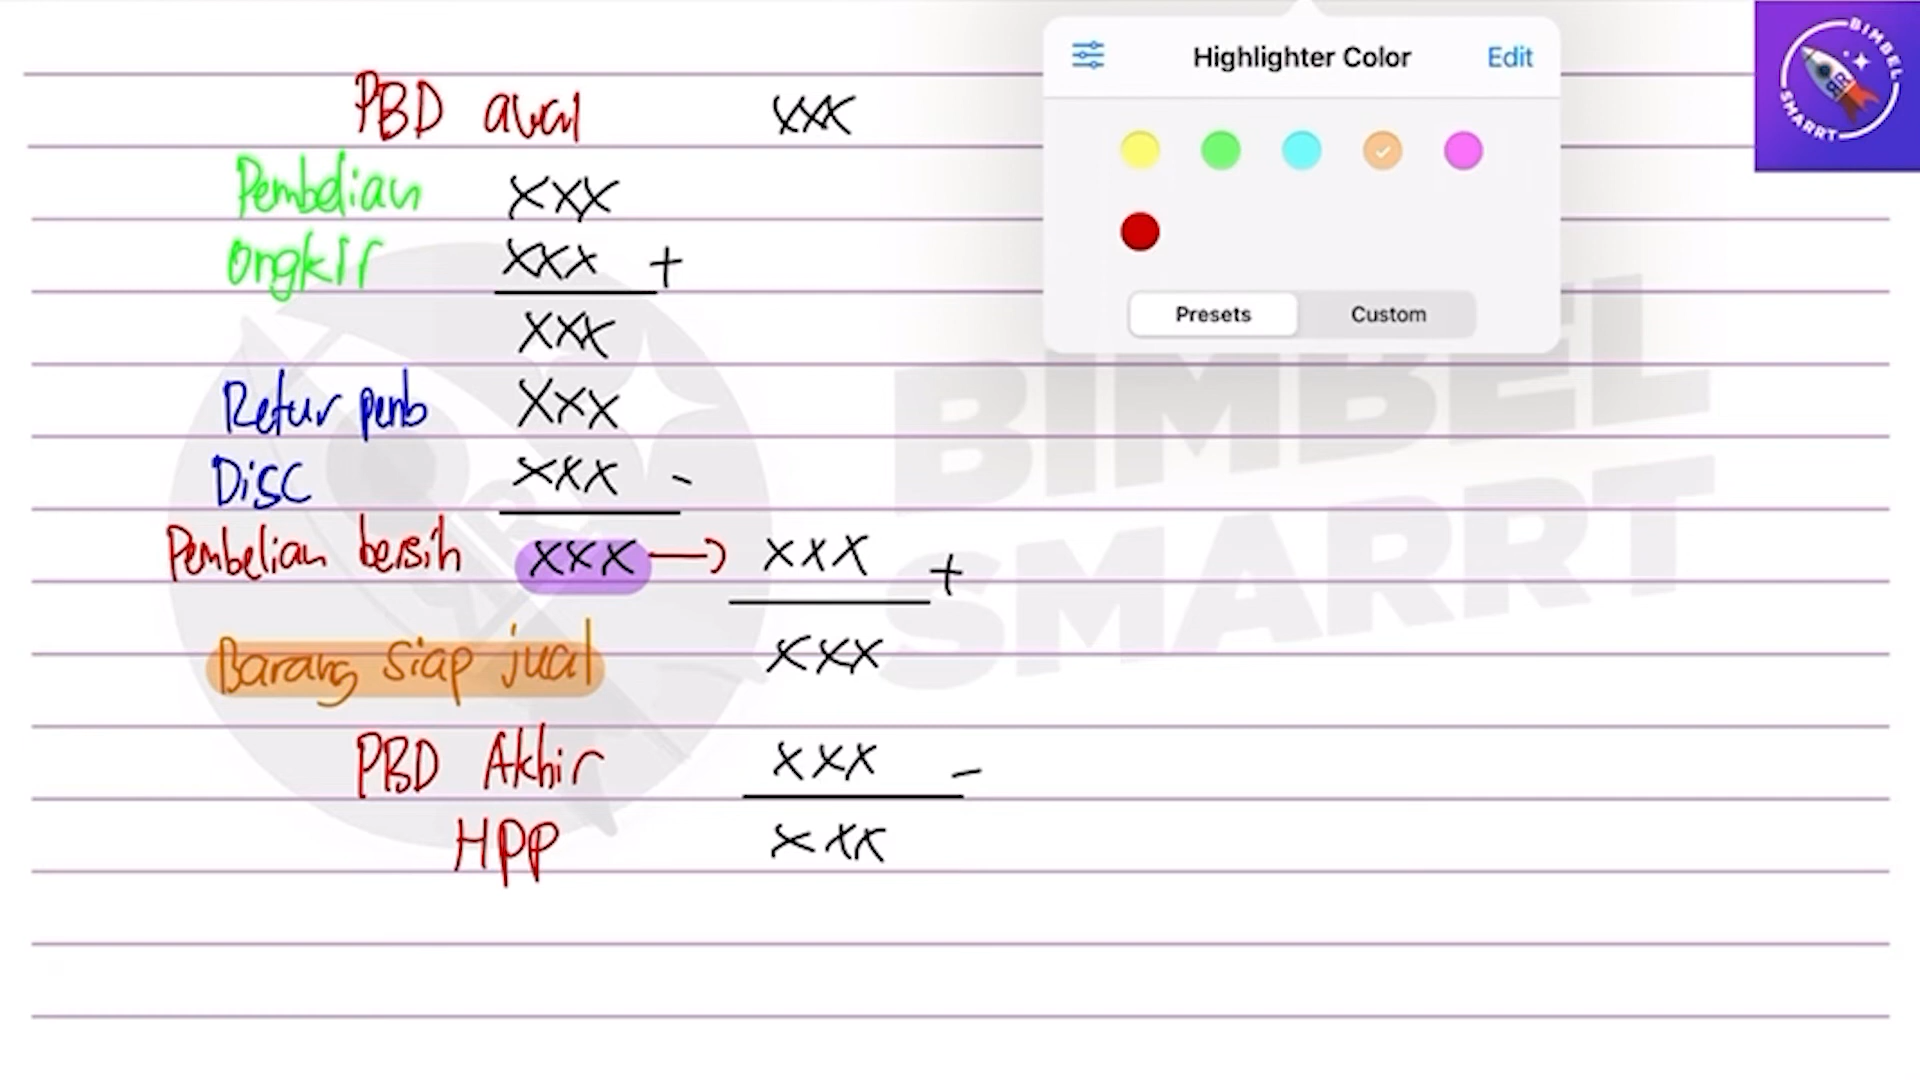 PBD awal xxx
Pembelian xxx
Ongkir xxx +
xxx
Retur pemb xxx
Disc xxx -
Pembelian bersih xxx → xxx +
Barang siap jual xxx
PBD Akhir xxx -
HPP xxx
Highlighter Color Edit
Presets Custom
BIMBEL
SMARRT
BIMBEL
SMARRT